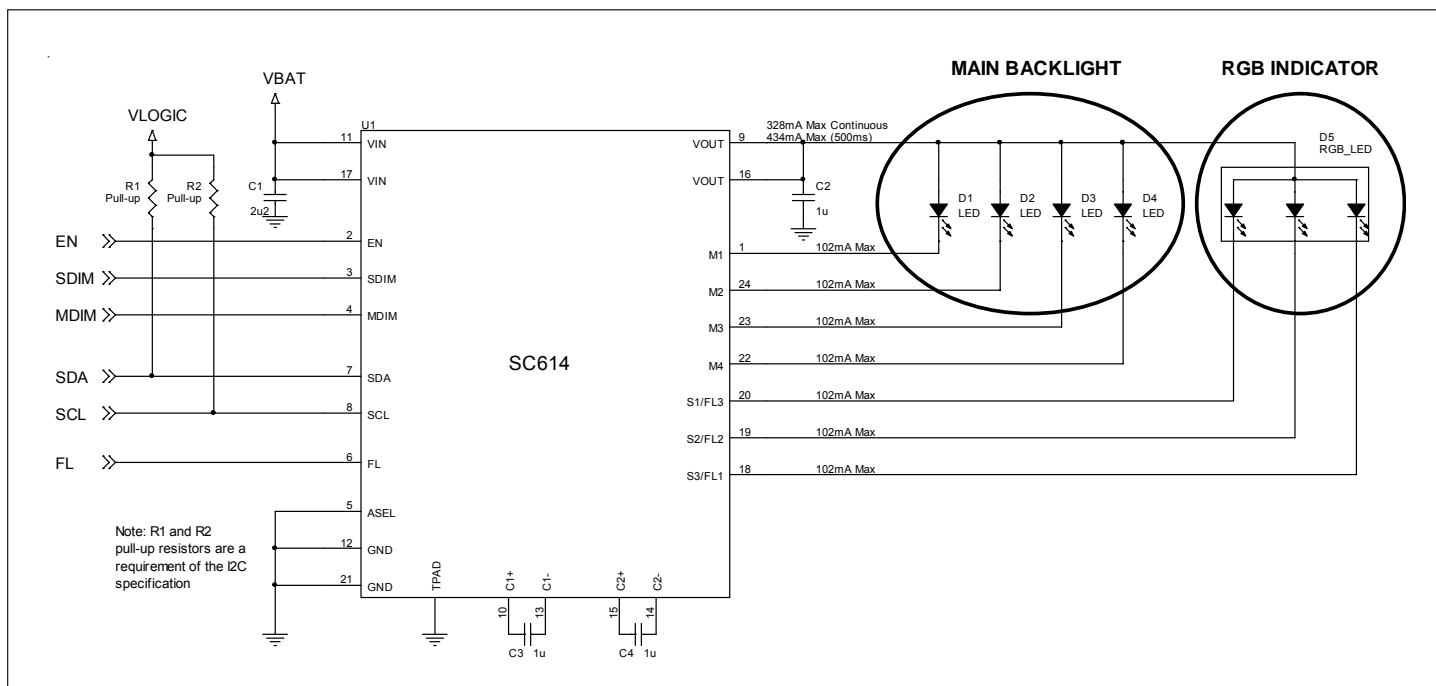 MAIN BACKLIGHT
RGB INDICATOR
VBAT
VLOGIC
U1
328mA Max Continuous
434mA Max (500ms)
D5
RGB_LED
11 VIN
VOUT 9
R1
Pull-up
R2
Pull-up
17 VIN
VOUT 16
C1
2u2
C2
1u
D1
LED
D2
LED
D3
LED
D4
LED
EN
2 EN
M1 1 102mA Max
SDIM
3 SDIM
M2 24 102mA Max
MDIM
4 MDIM
M3 23 102mA Max
SC614
M4 22 102mA Max
SDA
7 SDA
S1/FL3 20 102mA Max
SCL
8 SCL
S2/FL2 19 102mA Max
FL
6 FL
S3/FL1 18 102mA Max
5 ASEL
Note: R1 and R2
pull-up resistors are a
requirement of the I2C
specification
12 GND
21 GND
TPAD
C1+
C1-
C2+
C2-
10
13
15
14
C3 1u
C4 1u